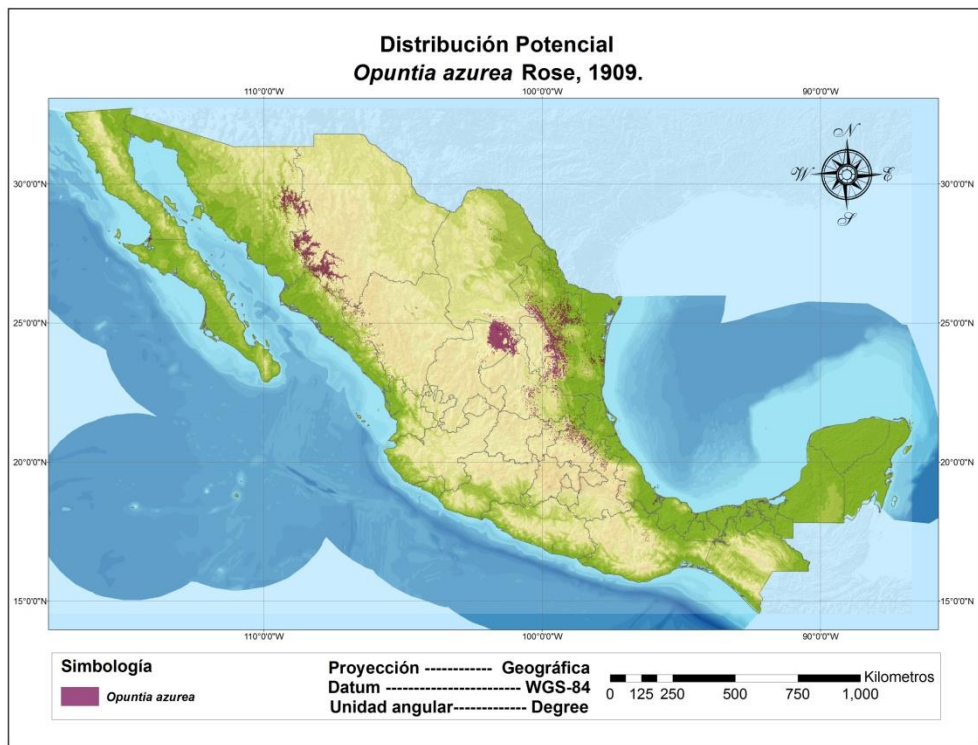 Distribución Potencial
Opuntia azurea Rose, 1909.
110°0'0"W 100°0'0"W 90°0'0"W
N
W E
S
30°0'0"N 30°0'0"N
25°0'0"N 25°0'0"N
20°0'0"N 20°0'0"N
15°0'0"N 15°0'0"N
110°0'0"W 100°0'0"W 90°0'0"W
Simbología
Opuntia azurea
Proyección ------------ Geográfica
Datum -------------------- WGS-84
Unidad angular------------- Degree
Kilometros
0 125 250 500 750 1,000